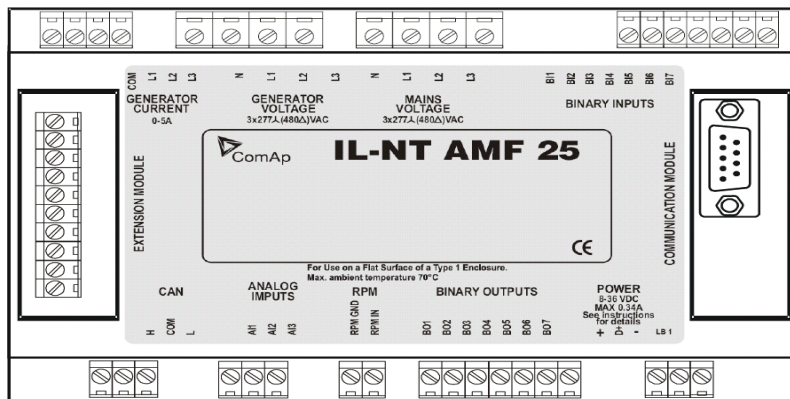 COM L1 L2 L3
GENERATOR
CURRENT
0-5A
N L1 L2 L3
GENERATOR
VOLTAGE
3x277⅄(480Δ)VAC
N L1 L2 L3
MAINS
VOLTAGE
3x277⅄(480Δ)VAC
BI1 BI2 BI3 BI4 BI5 BI6 BI7
BINARY INPUTS
EXTENSION MODULE
ComAp
IL-NT AMF 25
CE
COMMUNICATION MODULE
For Use on a Flat Surface of a Type 1 Enclosure.
Max. ambient temperature 70°C
CAN
H COM L
ANALOG
IMPUTS
AI1 AI2 AI3
RPM
RPM GND RPM IN
BINARY OUTPUTS
BO1 BO2 BO3 BO4 BO5 BO6 BO7
POWER
8-36 VDC
MAX 0.34A
See instructions
for details
+ D+ -
LB 1